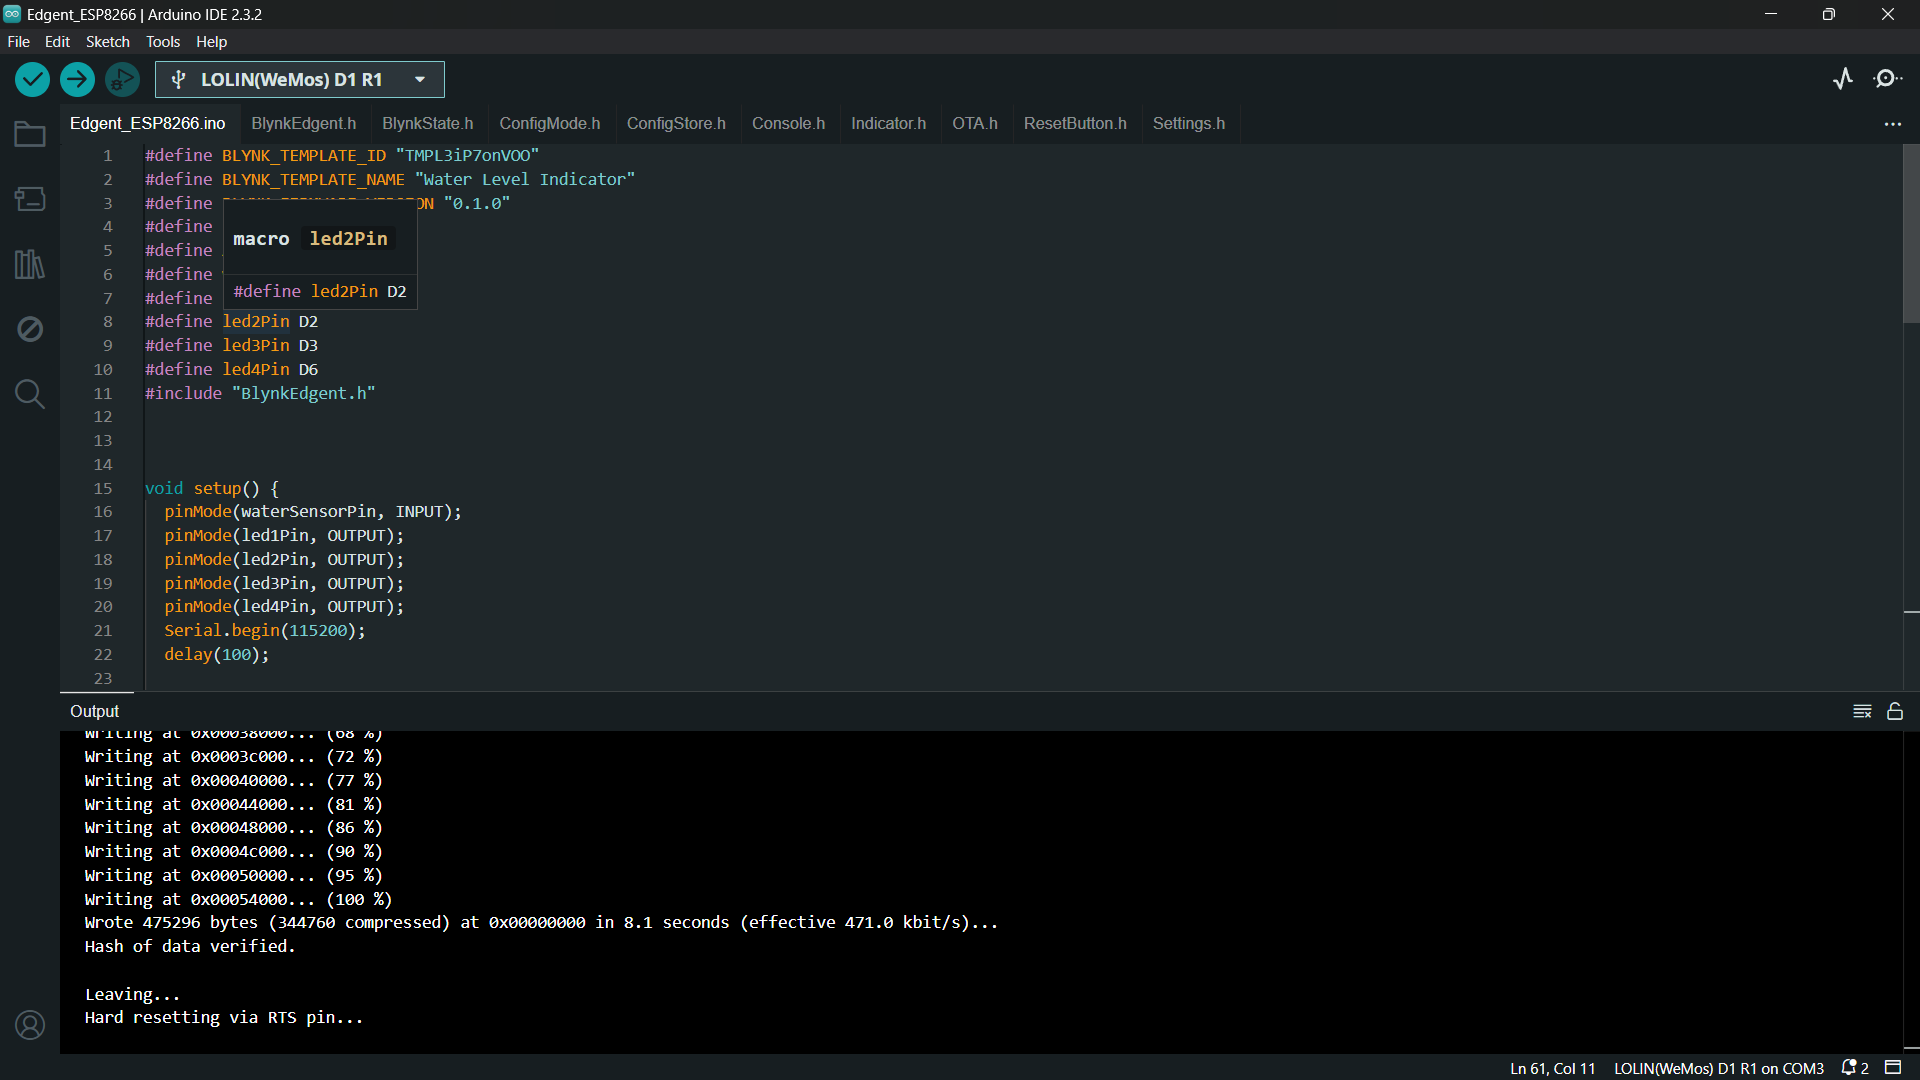 Edgent_ESP8266 | Arduino IDE 2.3.2
File Edit Sketch Tools Help
LOLIN(WeMos) D1 R1
Edgent_ESP8266.ino BlynkEdgent.h BlynkState.h ConfigMode.h ConfigStore.h Console.h Indicator.h OTA.h ResetButton.h Settings.h
1 #define BLYNK_TEMPLATE_ID "TMPL3iP7onVOO"
2 #define BLYNK_TEMPLATE_NAME "Water Level Indicator"
3 #define "0.1.0"
4 #define
5 #define
6 #define
7 #define
macro led2Pin
#define led2Pin D2
8 #define led2Pin D2
9 #define led3Pin D3
10 #define led4Pin D6
11 #include "BlynkEdgent.h"
12
13
14
15 void setup() {
16 pinMode(waterSensorPin, INPUT);
17 pinMode(led1Pin, OUTPUT);
18 pinMode(led2Pin, OUTPUT);
19 pinMode(led3Pin, OUTPUT);
20 pinMode(led4Pin, OUTPUT);
21 Serial.begin(115200);
22 delay(100);
23
Output
Writing at 0x00038000... (68 %)
Writing at 0x0003c000... (72 %)
Writing at 0x00040000... (77 %)
Writing at 0x00044000... (81 %)
Writing at 0x00048000... (86 %)
Writing at 0x0004c000... (90 %)
Writing at 0x00050000... (95 %)
Writing at 0x00054000... (100 %)
Wrote 475296 bytes (344760 compressed) at 0x00000000 in 8.1 seconds (effective 471.0 kbit/s)...
Hash of data verified.
Leaving...
Hard resetting via RTS pin...
Ln 61, Col 11 LOLIN(WeMos) D1 R1 on COM3 2